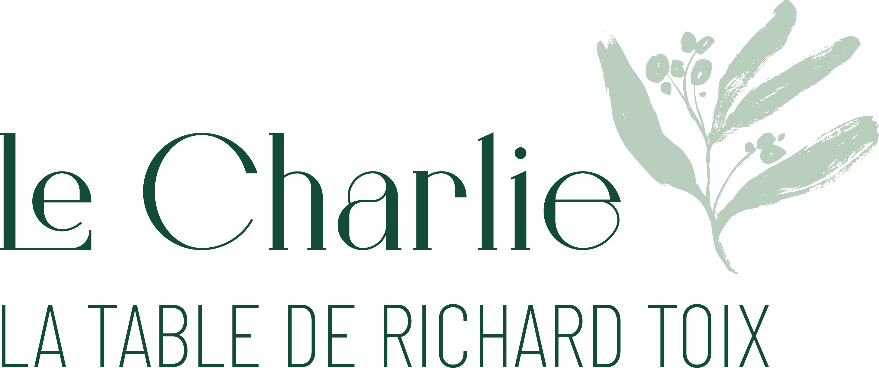 Le Charlie
LA TABLE DE RICHARD TOIX